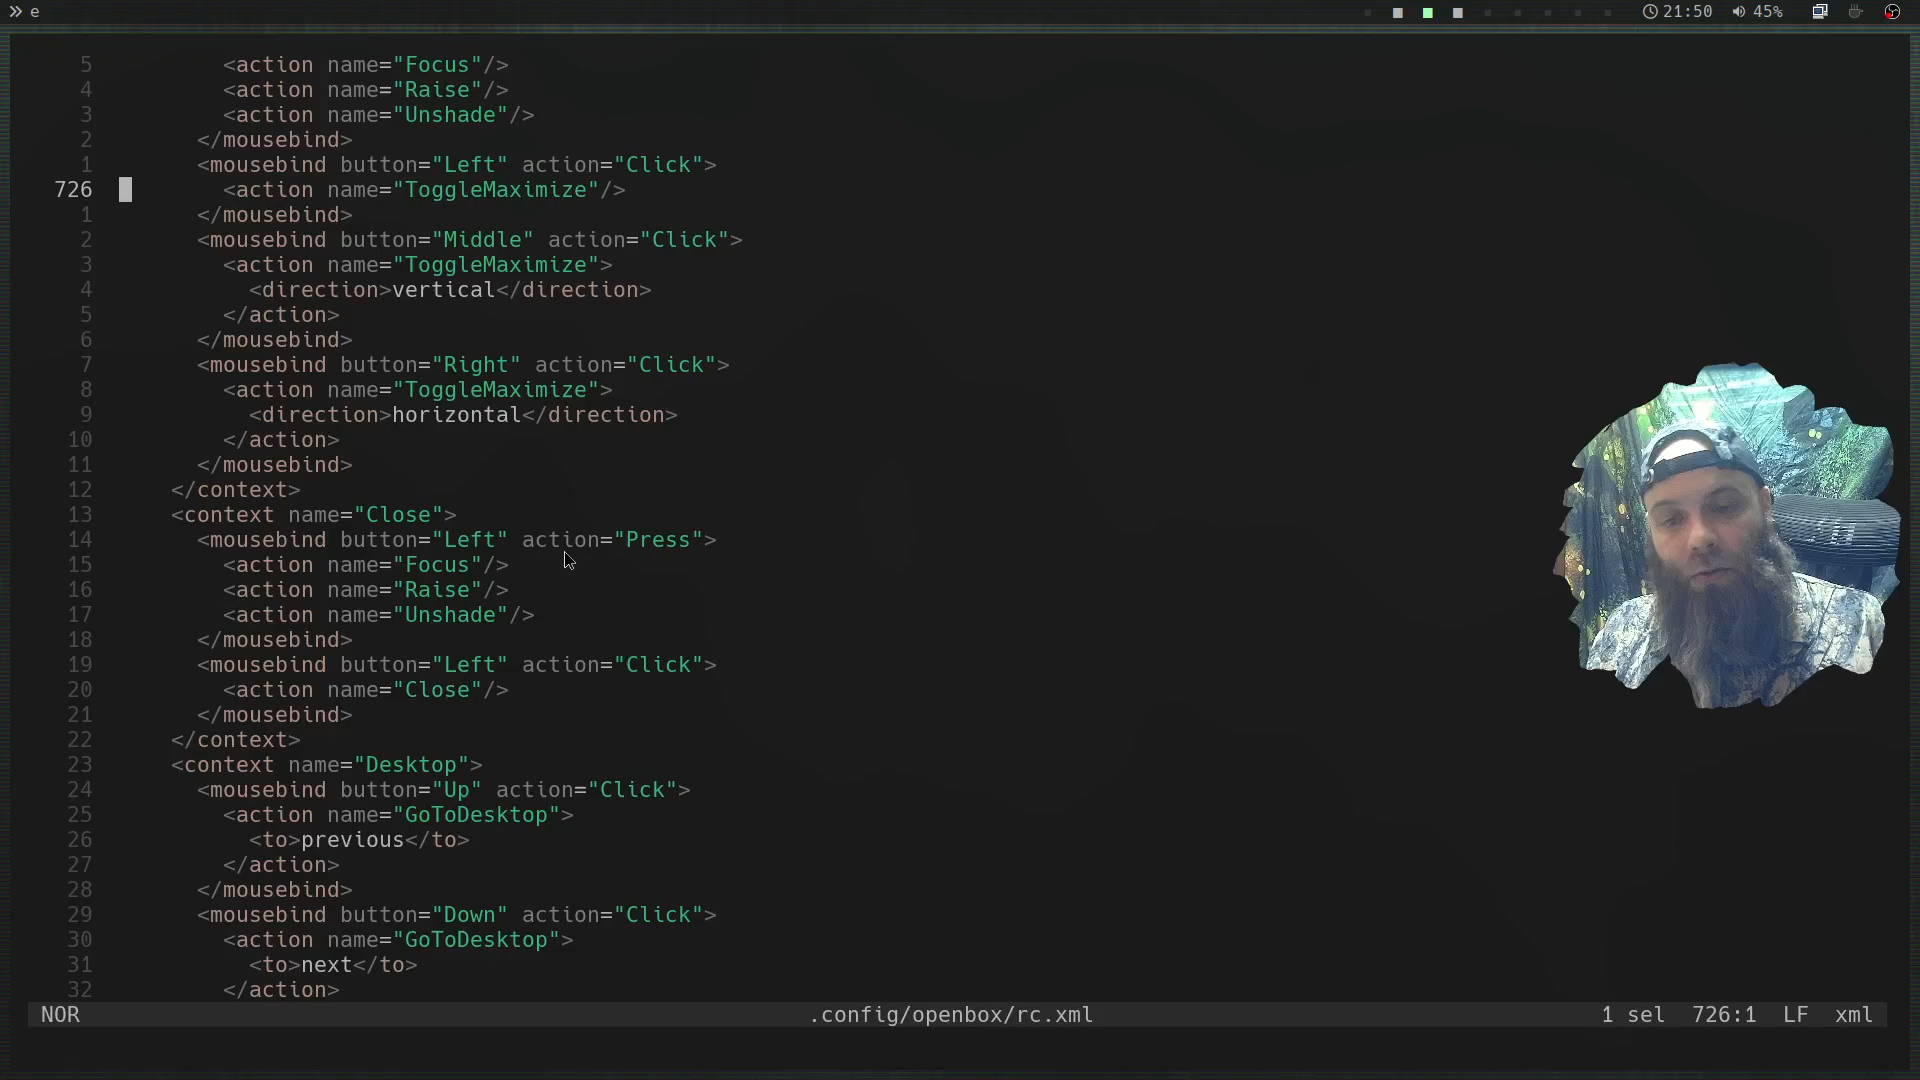 e
21:50 45%
5 <action name="Focus"/>
4 <action name="Raise"/>
3 <action name="Unshade"/>
2 </mousebind>
1 <mousebind button="Left" action="Click">
726 <action name="ToggleMaximize"/>
1 </mousebind>
2 <mousebind button="Middle" action="Click">
3 <action name="ToggleMaximize">
4 <direction>vertical</direction>
5 </action>
6 </mousebind>
7 <mousebind button="Right" action="Click">
8 <action name="ToggleMaximize">
9 <direction>horizontal</direction>
10 </action>
11 </mousebind>
12 </context>
13 <context name="Close">
14 <mousebind button="Left" action="Press">
15 <action name="Focus"/>
16 <action name="Raise"/>
17 <action name="Unshade"/>
18 </mousebind>
19 <mousebind button="Left" action="Click">
20 <action name="Close"/>
21 </mousebind>
22 </context>
23 <context name="Desktop">
24 <mousebind button="Up" action="Click">
25 <action name="GoToDesktop">
26 <to>previous</to>
27 </action>
28 </mousebind>
29 <mousebind button="Down" action="Click">
30 <action name="GoToDesktop">
31 <to>next</to>
32 </action>
NOR .config/openbox/rc.xml 1 sel 726:1 LF xml